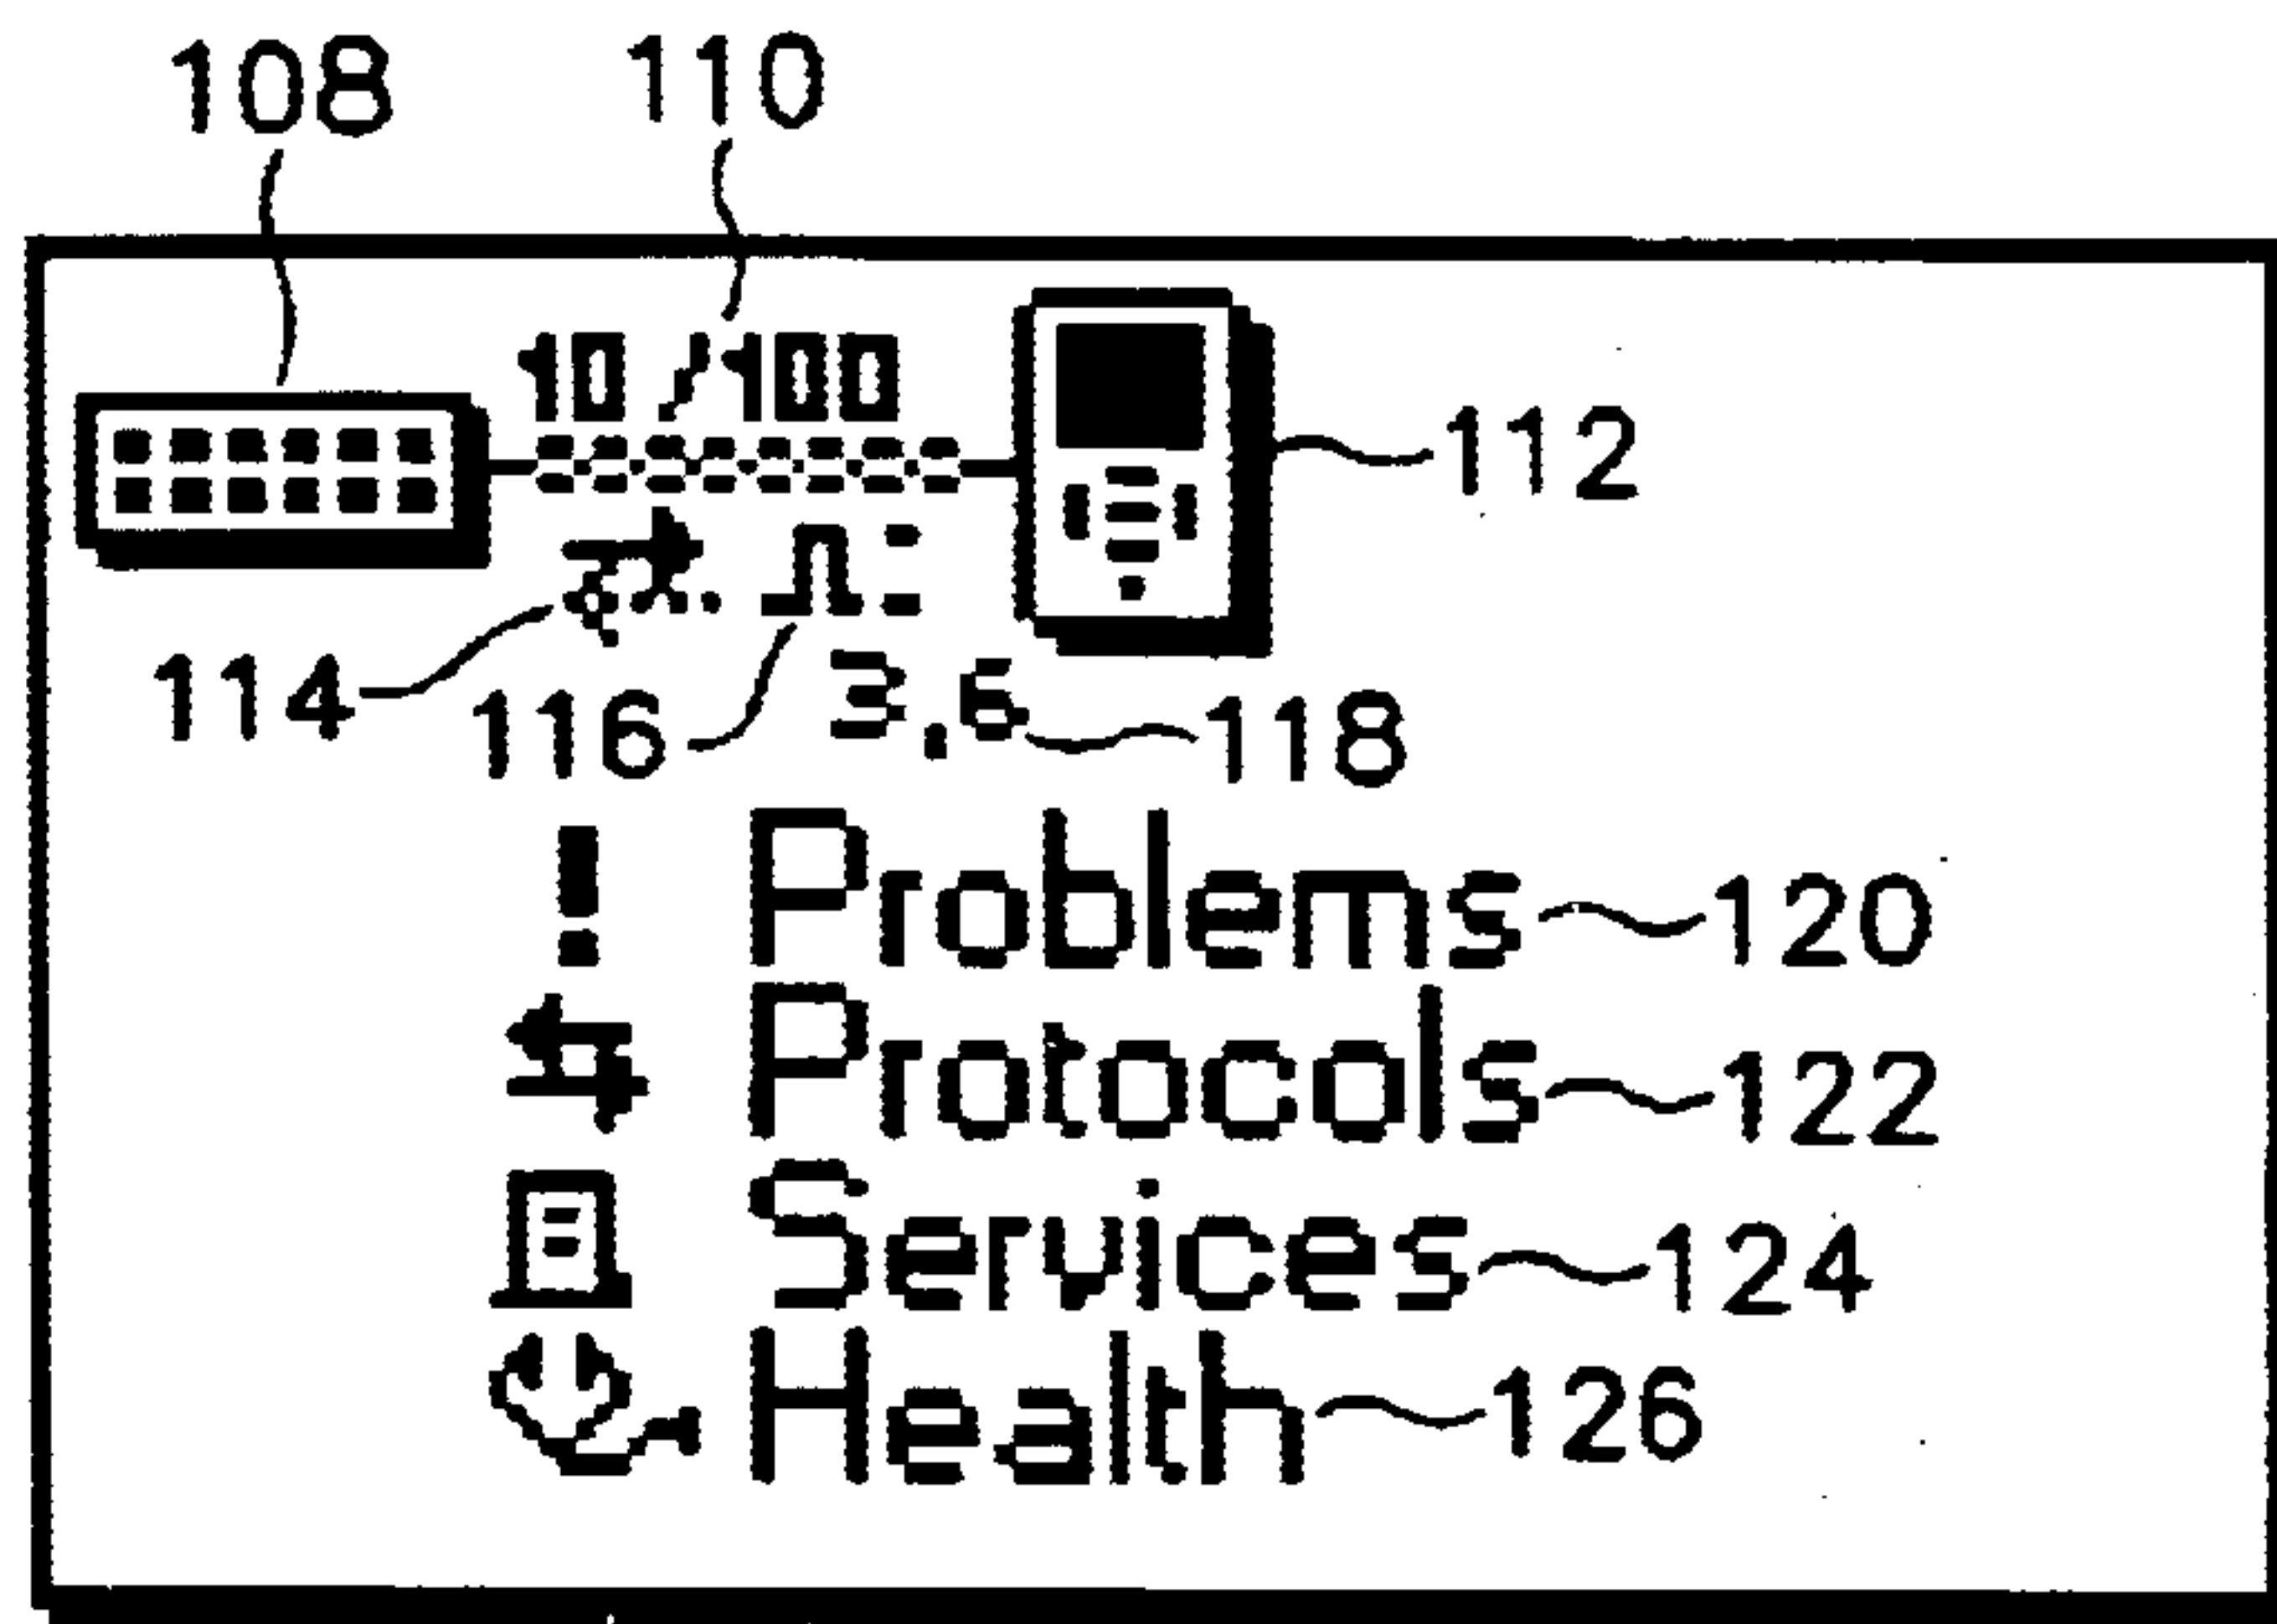 108 110
10/100
112
114 116 3,6 118
! Problems 120
Protocols 122
Services 124
Health 126